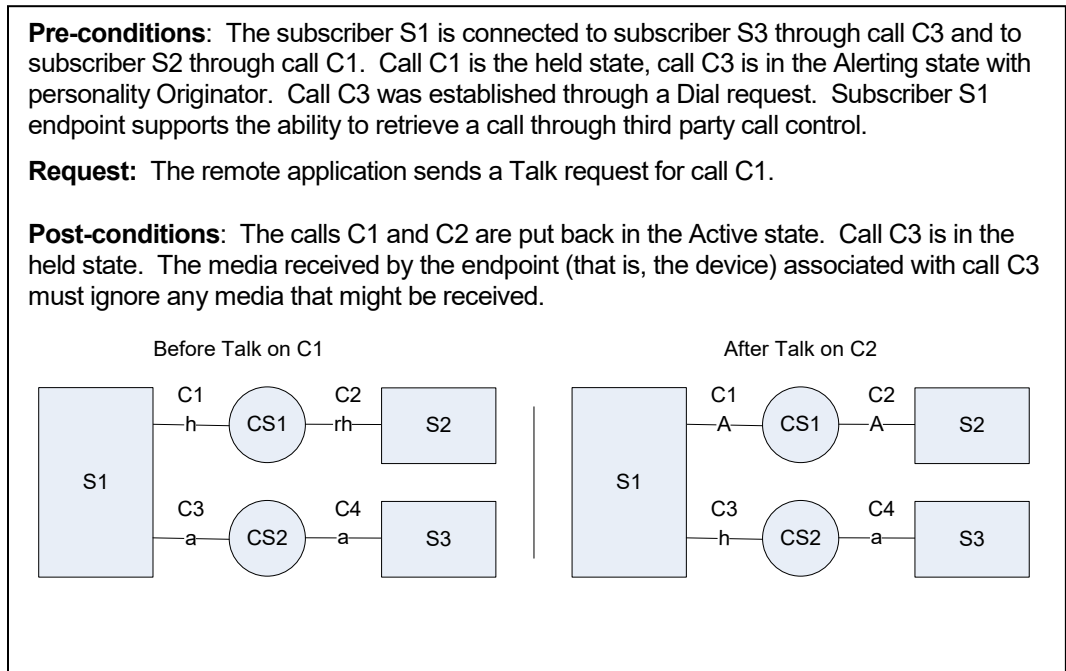 Pre-conditions: The subscriber S1 is connected to subscriber S3 through call C3 and to
subscriber S2 through call C1. Call C1 is the held state, call C3 is in the Alerting state with
personality Originator. Call C3 was established through a Dial request. Subscriber S1
endpoint supports the ability to retrieve a call through third party call control.
Request: The remote application sends a Talk request for call C1.
Post-conditions: The calls C1 and C2 are put back in the Active state. Call C3 is in the
held state. The media received by the endpoint (that is, the device) associated with call C3
must ignore any media that might be received.
Before Talk on C1
C1 C2
h CS1 rh S2
S1
C3 C4
a CS2 a S3
After Talk on C2
C1 C2
A CS1 A S2
S1
C3 C4
h CS2 a S3